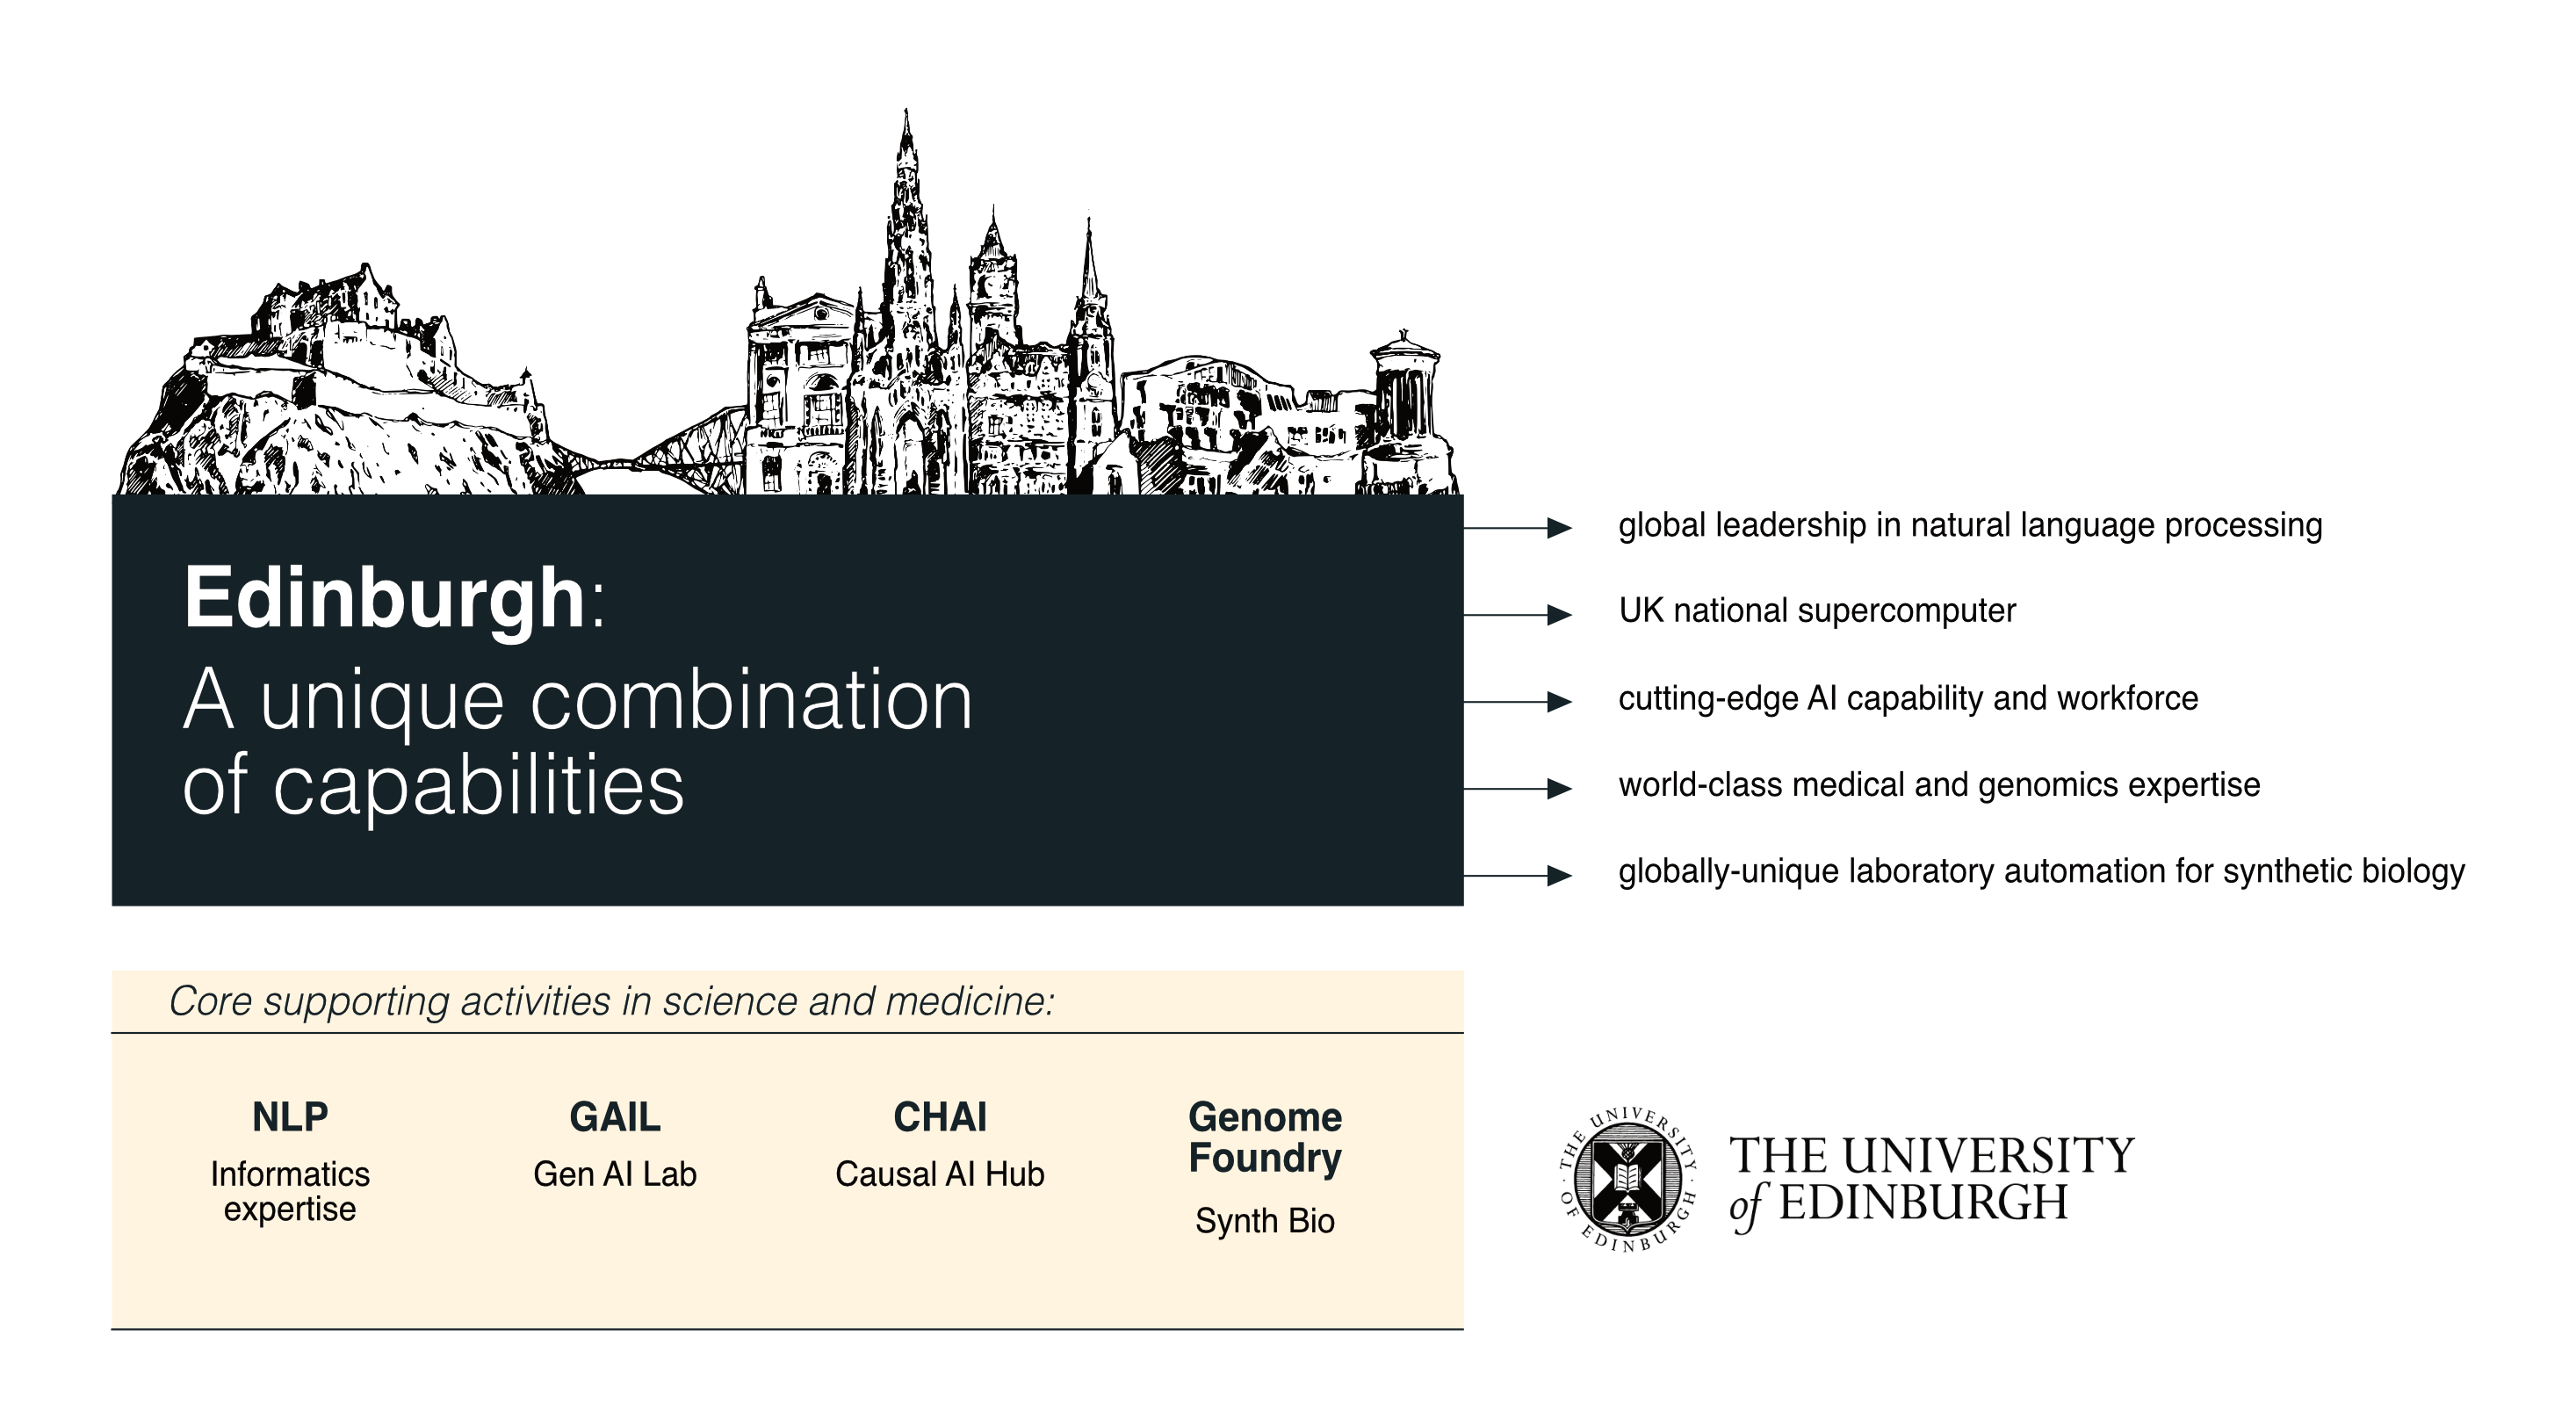 Edinburgh:
A unique combination
of capabilities
global leadership in natural language processing
UK national supercomputer
cutting-edge AI capability and workforce
world-class medical and genomics expertise
globally-unique laboratory automation for synthetic biology
Core supporting activities in science and medicine:
NLP
Informatics
expertise
GAIL
Gen AI Lab
CHAI
Causal AI Hub
Genome
Foundry
Synth Bio
THE UNIVERSITY
OF EDINBURGH
THE UNIVERSITY
of EDINBURGH